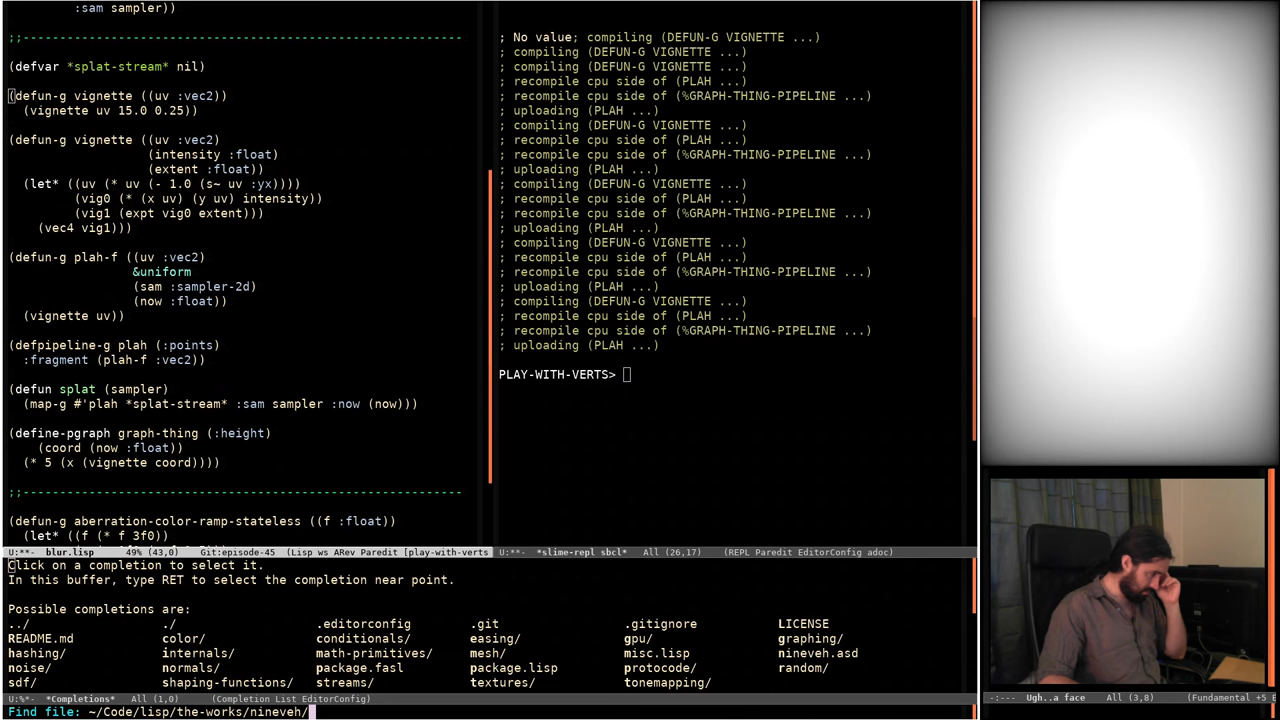 :sam sampler))
;;------------------------------------------------------------
(defvar *splat-stream* nil)
(defun-g vignette ((uv :vec2))
(vignette uv 15.0 0.25))
(defun-g vignette ((uv :vec2)
(intensity :float)
(extent :float))
(let* ((uv (* uv (- 1.0 (s~ uv :yx))))
(vig0 (* (x uv) (y uv) intensity))
(vig1 (expt vig0 extent)))
(vec4 vig1)))
(defun-g plah-f ((uv :vec2)
&uniform
(sam :sampler-2d)
(now :float))
(vignette uv))
(defpipeline-g plah (:points)
:fragment (plah-f :vec2))
(defun splat (sampler)
(map-g #'plah *splat-stream* :sam sampler :now (now)))
(define-pgraph graph-thing (:height)
(coord (now :float))
(* 5 (x (vignette coord))))
;;------------------------------------------------------------
(defun-g aberration-color-ramp-stateless ((f :float))
(let* ((f (* f 3f0))
U:**-  blur.lisp   49% (43,0)   Git:episode-45  (Lisp ws ARev Paredit [play-with-verts
; No value; compiling (DEFUN-G VIGNETTE ...)
; compiling (DEFUN-G VIGNETTE ...)
; compiling (DEFUN-G VIGNETTE ...)
; recompile cpu side of (PLAH ...)
; recompile cpu side of (%GRAPH-THING-PIPELINE ...)
; uploading (PLAH ...)
; compiling (DEFUN-G VIGNETTE ...)
; recompile cpu side of (PLAH ...)
; recompile cpu side of (%GRAPH-THING-PIPELINE ...)
; uploading (PLAH ...)
; compiling (DEFUN-G VIGNETTE ...)
; recompile cpu side of (PLAH ...)
; recompile cpu side of (%GRAPH-THING-PIPELINE ...)
; uploading (PLAH ...)
; compiling (DEFUN-G VIGNETTE ...)
; recompile cpu side of (PLAH ...)
; recompile cpu side of (%GRAPH-THING-PIPELINE ...)
; uploading (PLAH ...)
; compiling (DEFUN-G VIGNETTE ...)
; recompile cpu side of (PLAH ...)
; recompile cpu side of (%GRAPH-THING-PIPELINE ...)
; uploading (PLAH ...)
PLAY-WITH-VERTS>
U:**-  *slime-repl sbcl*   All (26,17)   (REPL Paredit EditorConfig adoc)
Click on a completion to select it.
In this buffer, type RET to select the completion near point.
Possible completions are:
../ ./ .editorconfig .git .gitignore LICENSE
README.md color/ conditionals/ easing/ gpu/ graphing/
hashing/ internals/ math-primitives/ mesh/ misc.lisp nineveh.asd
noise/ normals/ package.fasl package.lisp protocode/ random/
sdf/ shaping-functions/ streams/ textures/ tonemapping/
U:%*-  *Completions*   All (1,0)   (Completion List EditorConfig)
Find file: ~/Code/lisp/the-works/nineveh/
-:---  Ugh..a face   All (3,8)   (Fundamental +5 E